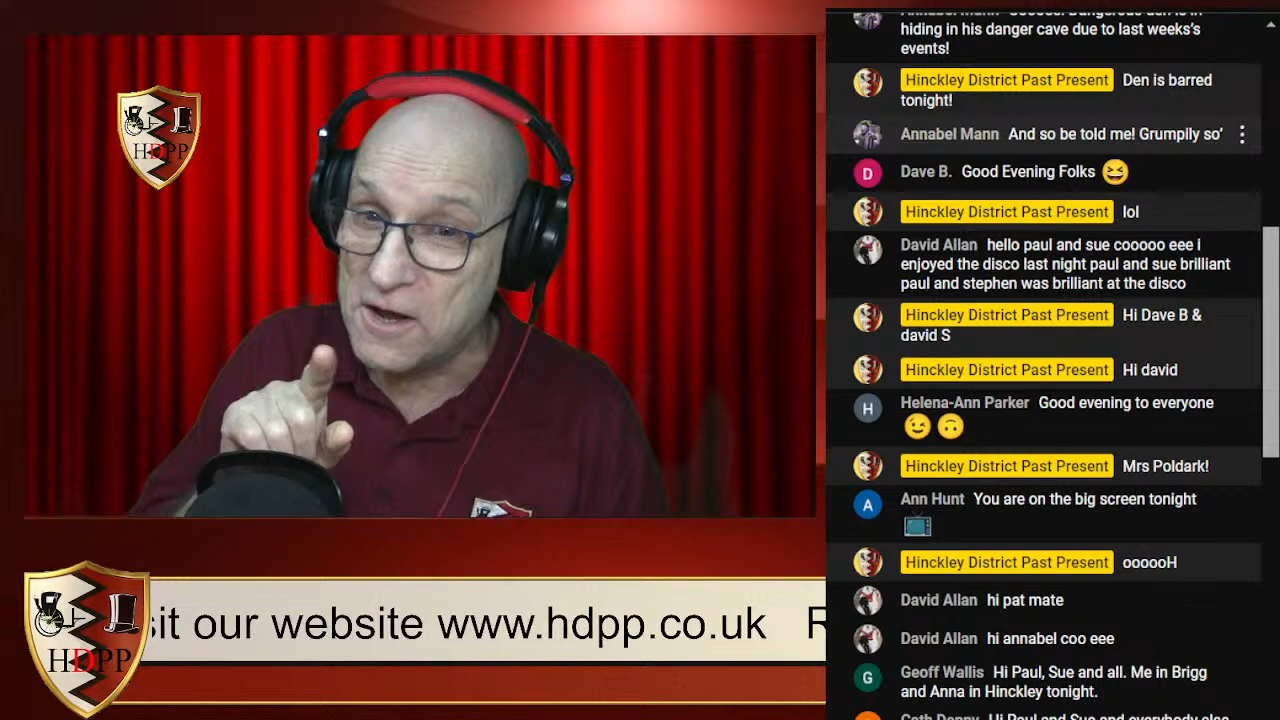 HDPP
HDPP
sit our website www.hdpp.co.uk R
hiding in his danger cave due to last weeks's
events!
Hinckley District Past Present Den is barred
tonight!
Annabel Mann And so be told me! Grumpily so'
D
Dave B. Good Evening Folks 😆
Hinckley District Past Present lol
David Allan hello paul and sue cooooo eee i
enjoyed the disco last night paul and sue brilliant
paul and stephen was brilliant at the disco
Hinckley District Past Present Hi Dave B &
david S
Hinckley District Past Present Hi david
H
Helena-Ann Parker Good evening to everyone
😉 🙃
Hinckley District Past Present Mrs Poldark!
A
Ann Hunt You are on the big screen tonight
📺
Hinckley District Past Present oooooH
David Allan hi pat mate
David Allan hi annabel coo eee
G
Geoff Wallis Hi Paul, Sue and all. Me in Brigg
and Anna in Hinckley tonight.